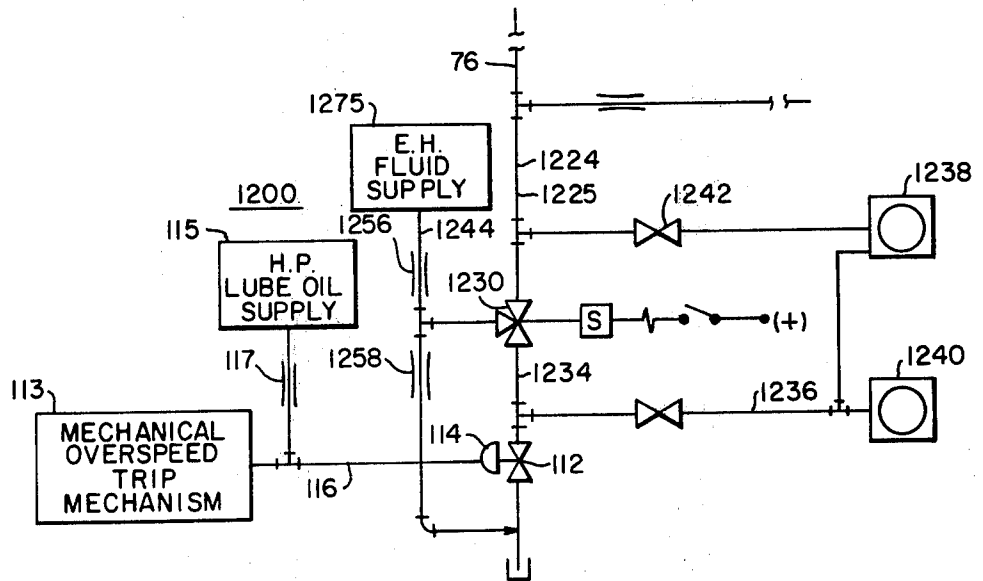 76
1275
E.H.
FLUID
SUPPLY
1224
1225
1238
1200
1256
1244
1242
115
H.P.
LUBE OIL
SUPPLY
1230
S
(+)
117
1258
1234
1236
1240
113
MECHANICAL
OVERSPEED
TRIP
MECHANISM
114
112
116